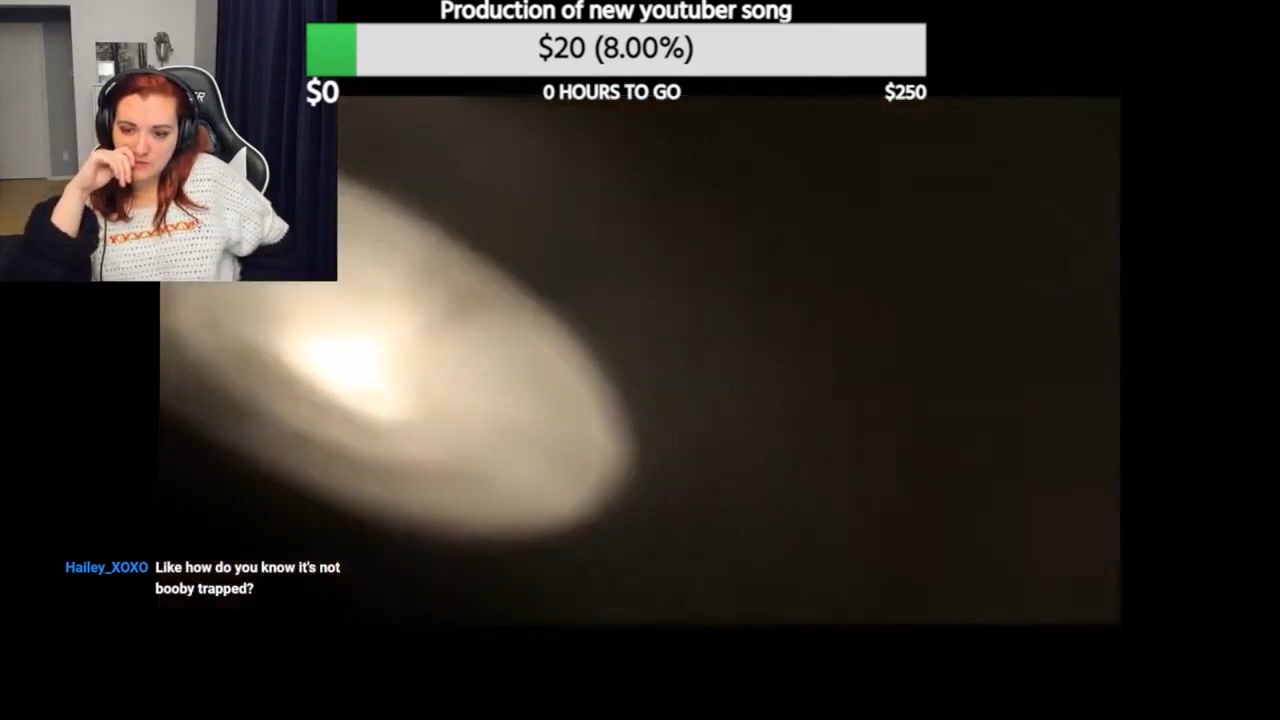 Production of new youtuber song
$20 (8.00%)
$0 0 HOURS TO GO $250
Hailey_XOXO Like how do you know it's not
booby trapped?